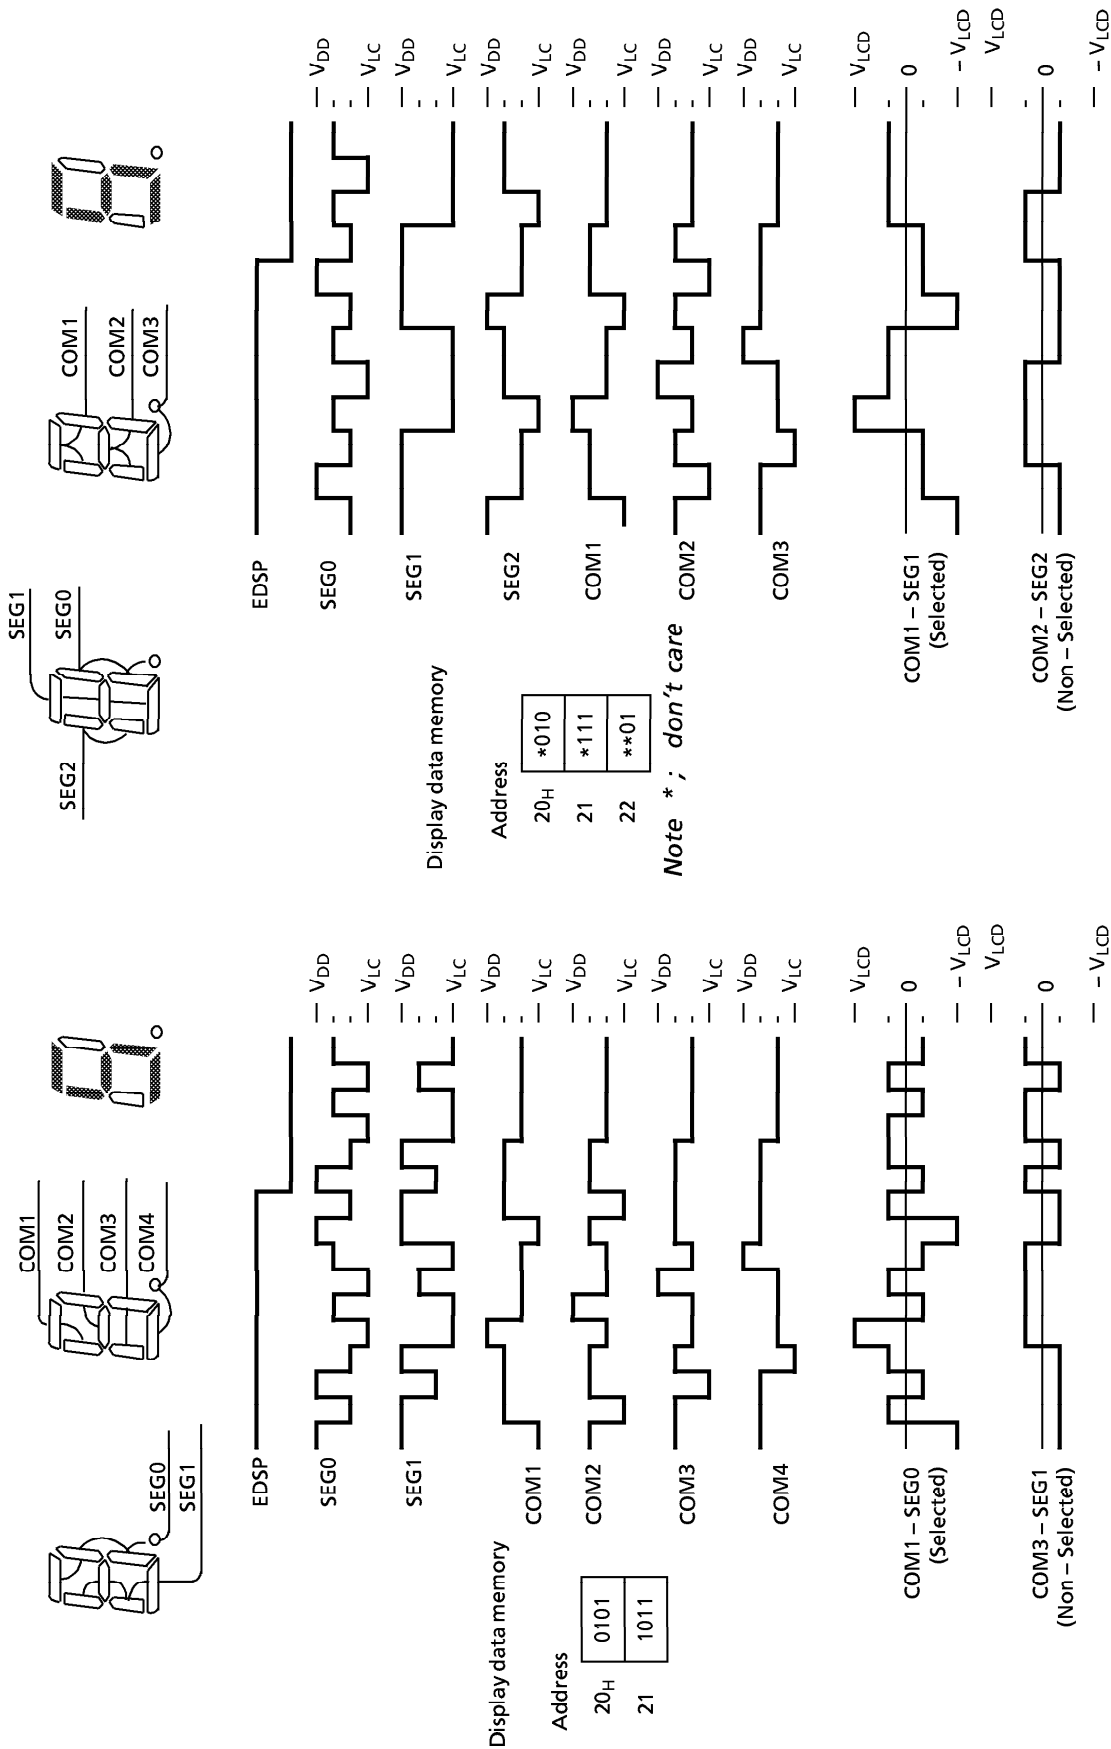 COM1
COM2
COM3
COM4
SEG0
SEG1
EDSP
SEG0
VDD
VLC
SEG1
VDD
VLC
COM1
VDD
VLC
COM2
VDD
VLC
COM3
VDD
VLC
COM4
VDD
VLC
COM1 – SEG0
(Selected)
VLCD
0
– VLCD
COM3 – SEG1
(Non – Selected)
VLCD
0
– VLCD
Display data memory
Address
20H 0101
21 1011
SEG1
SEG0
SEG2
COM1
COM2
COM3
EDSP
SEG0
VDD
VLC
SEG1
VDD
VLC
SEG2
VDD
VLC
COM1
VDD
VLC
COM2
VDD
VLC
COM3
VDD
VLC
COM1 – SEG1
(Selected)
VLCD
0
– VLCD
COM2 – SEG2
(Non – Selected)
VLCD
0
– VLCD
Display data memory
Address
20H *010
21 *111
22 **01
Note * ; don't care